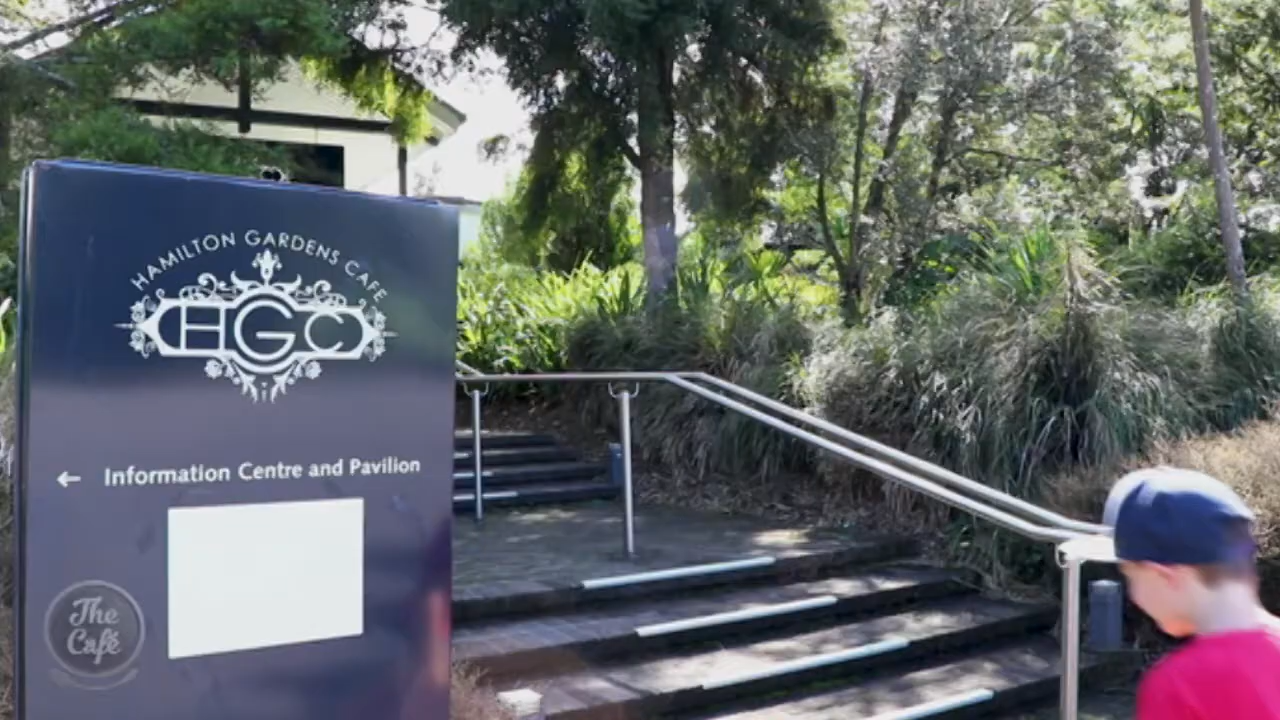 HAMILTON GARDENS CAFE
HGC
← Information Centre and Pavilion
The
Café